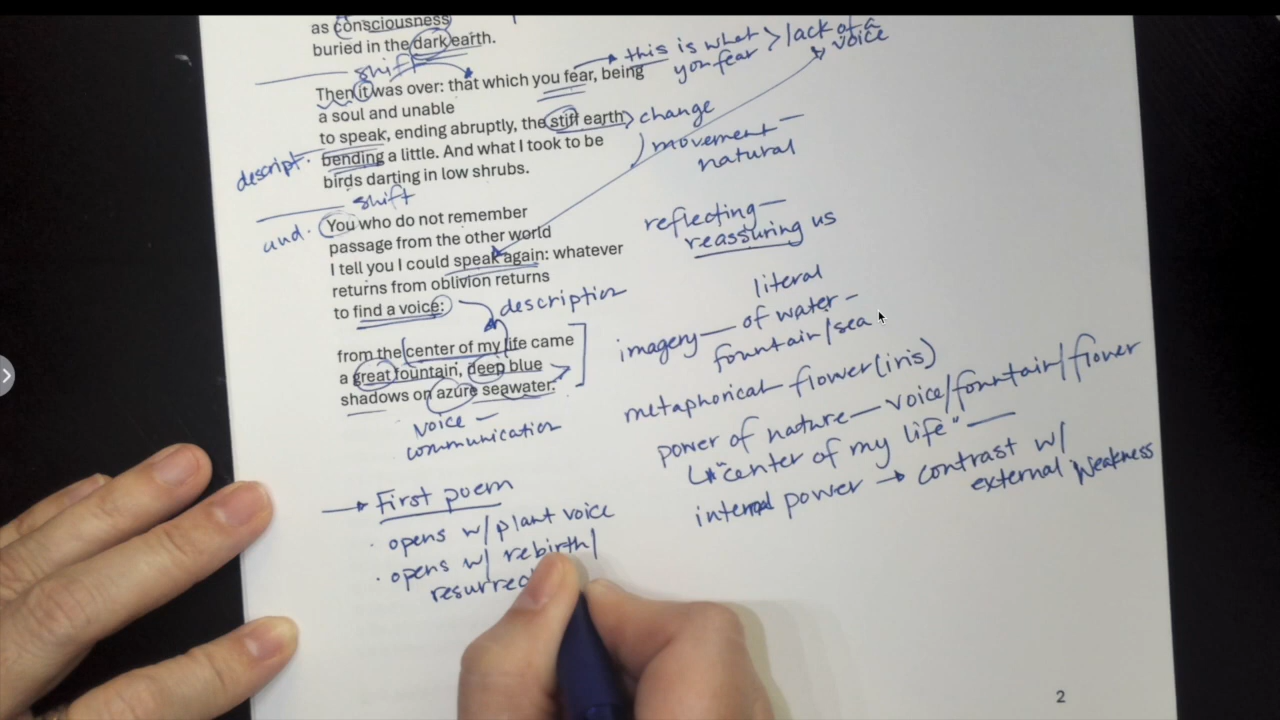 as consciousness
buried in the dark earth.
shift
this is what > lack of a
you fear
voice
Then it was over: that which you fear, being
a soul and unable
to speak, ending abruptly, the stiff earth > change
descript. bending a little. And what I took to be
movement –
natural
birds darting in low shrubs.
shift
You who do not remember
aud. passage from the other world
reflecting –
reassuring us
I tell you I could speak again: whatever
returns from oblivion returns
to find a voice:
description
literal
imagery — of water –
fountain/sea
from the center of my life came
a great fountain, deep blue
shadows on azure seawater.
metaphorical flower (iris)
voice –
communication
power of nature — voice/fountain/flower
"center of my life" —
internal power → contrast w/
external weakness
→ First poem
· opens w/ plant voice
· opens w/ rebirth/
2